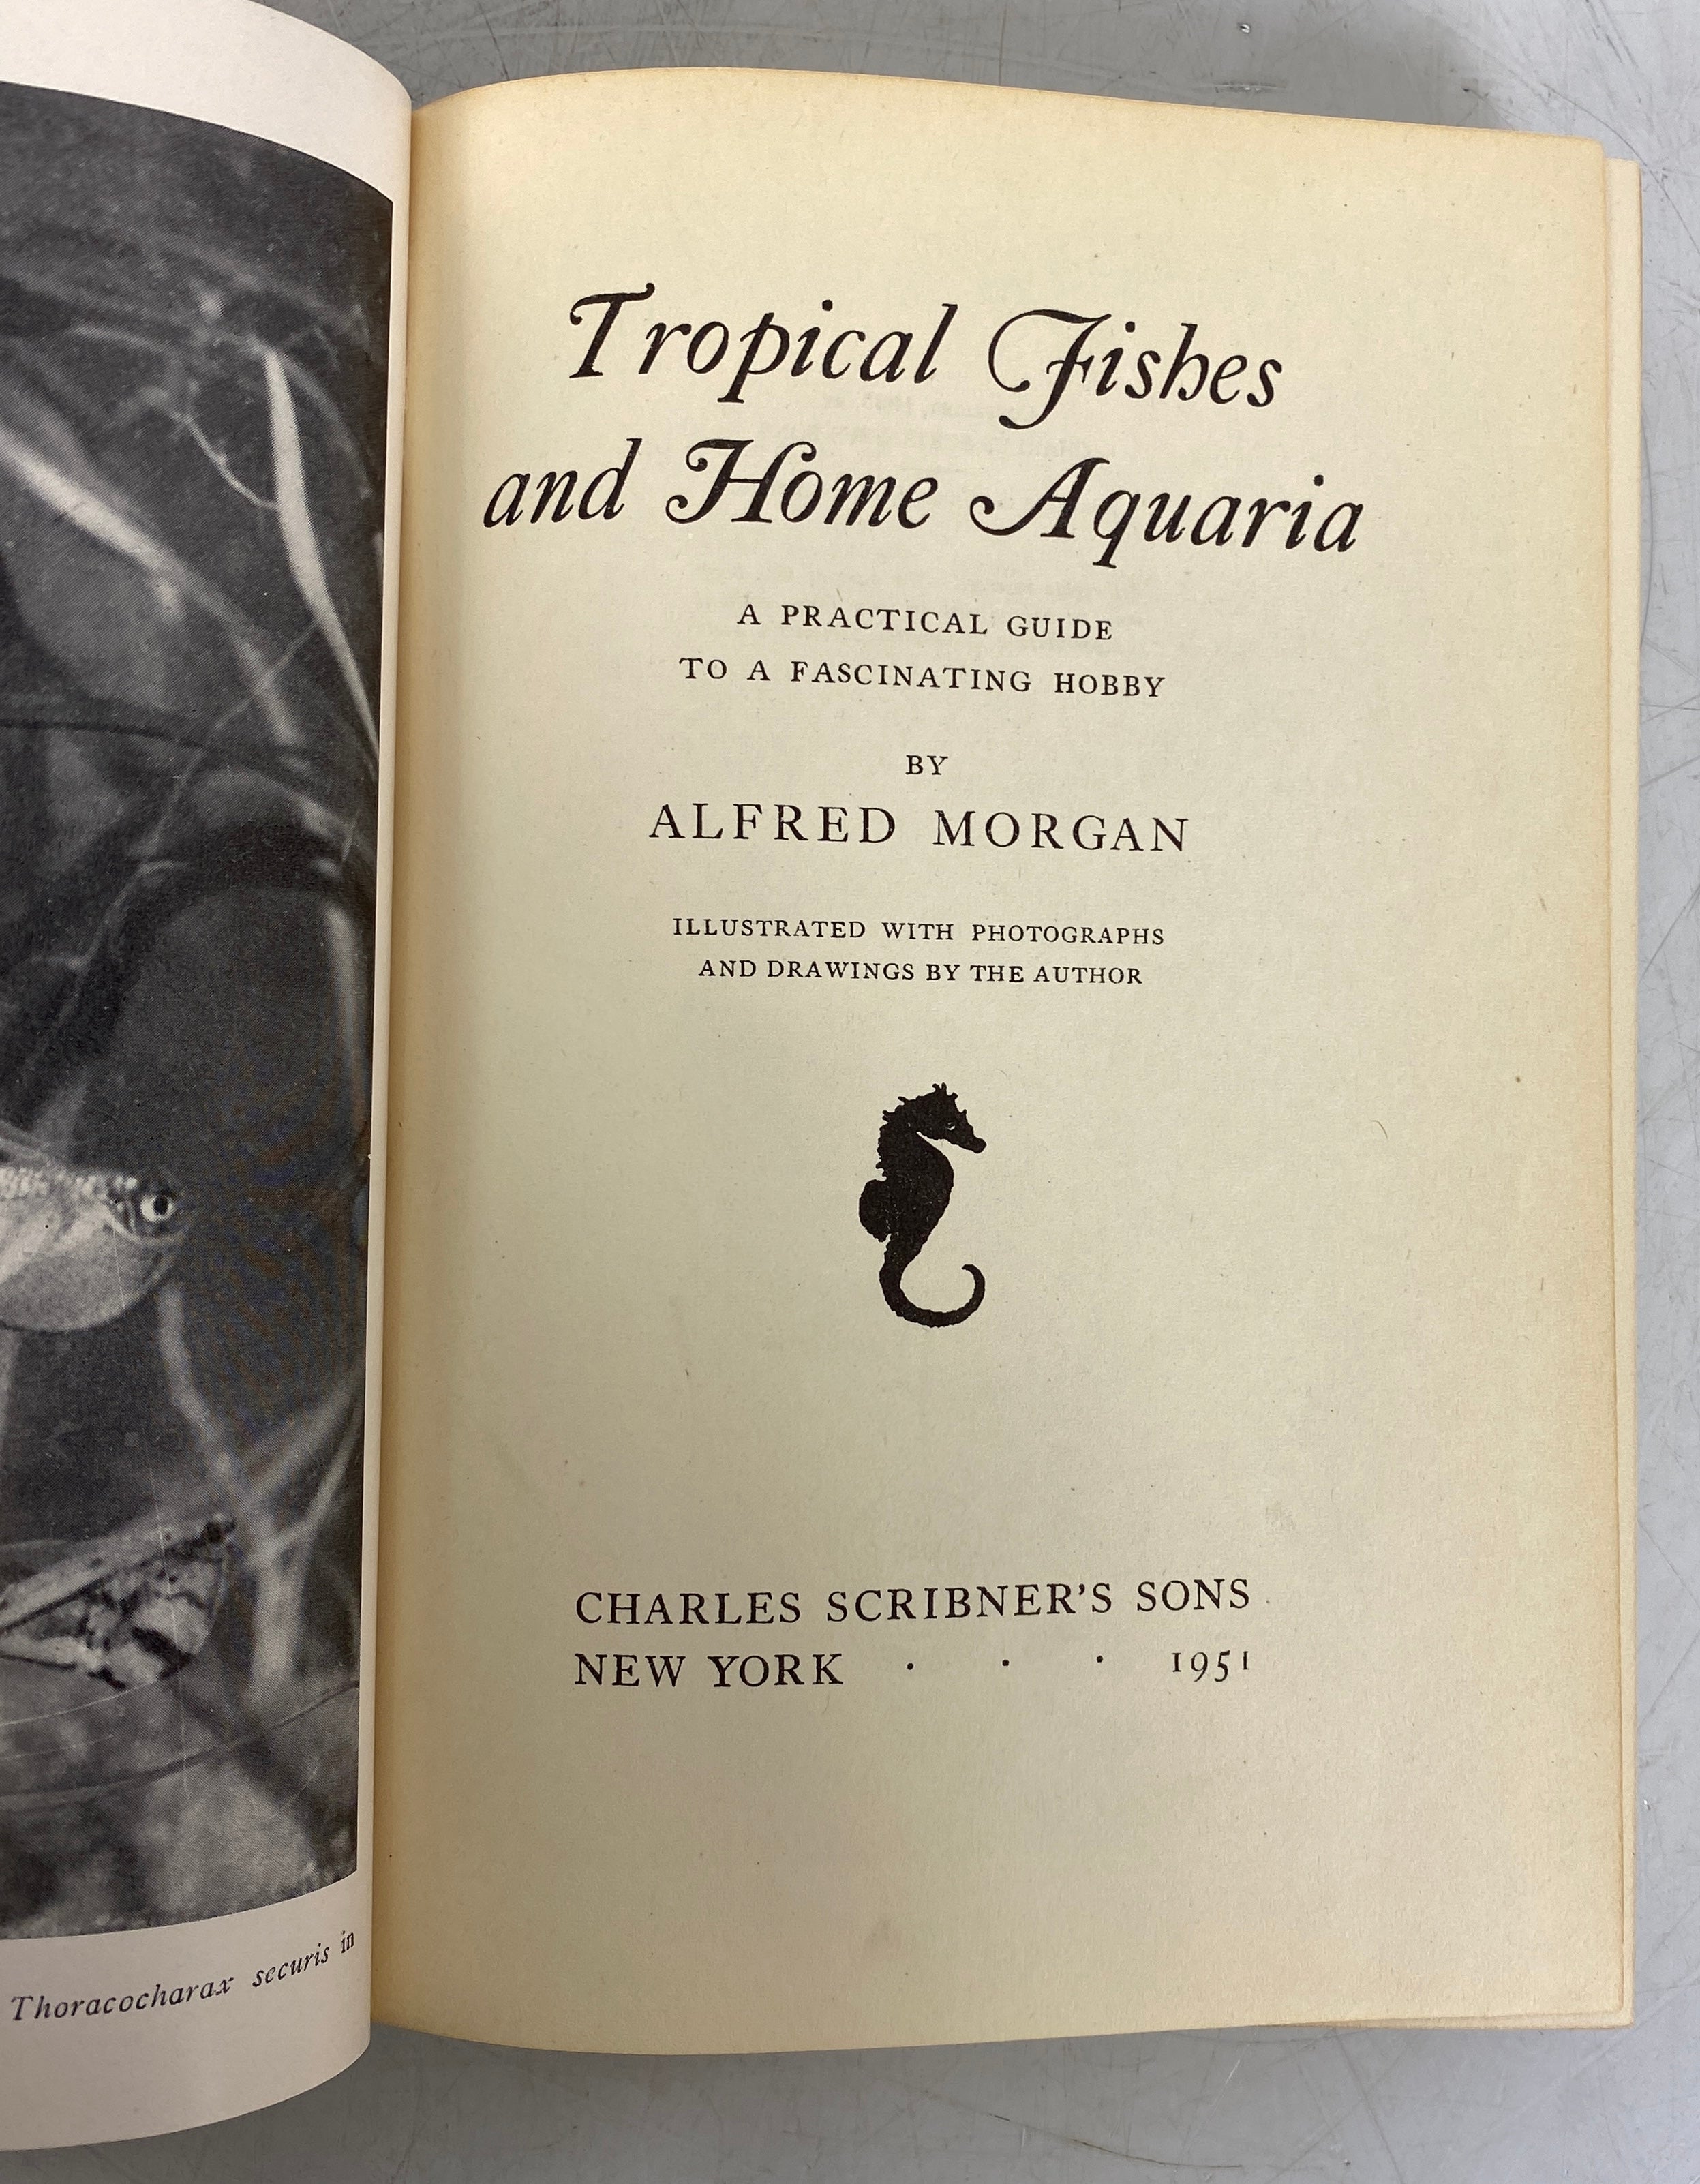 Tropical Fishes
and Home Aquaria
A PRACTICAL GUIDE
TO A FASCINATING HOBBY
BY
ALFRED MORGAN
ILLUSTRATED WITH PHOTOGRAPHS
AND DRAWINGS BY THE AUTHOR
CHARLES SCRIBNER'S SONS
NEW YORK · · · 1951
Thoracocharax securis in